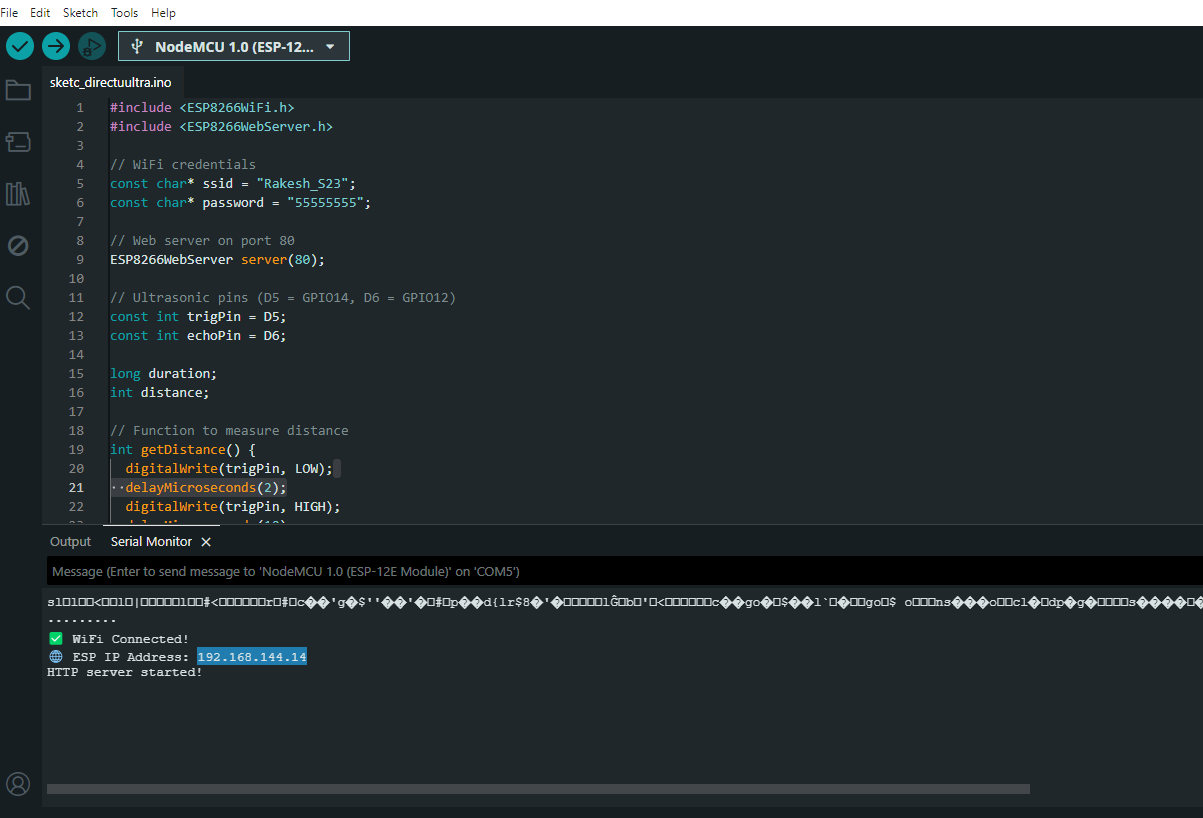 File Edit Sketch Tools Help
NodeMCU 1.0 (ESP-12...
sketc_directuultra.ino
1 #include <ESP8266WiFi.h>
2 #include <ESP8266WebServer.h>
3
4 // WiFi credentials
5 const char* ssid = "Rakesh_S23";
6 const char* password = "55555555";
7
8 // Web server on port 80
9 ESP8266WebServer server(80);
10
11 // Ultrasonic pins (D5 = GPIO14, D6 = GPIO12)
12 const int trigPin = D5;
13 const int echoPin = D6;
14
15 long duration;
16 int distance;
17
18 // Function to measure distance
19 int getDistance() {
20 digitalWrite(trigPin, LOW);
21 ··delayMicroseconds(2);
22 digitalWrite(trigPin, HIGH);
Output Serial Monitor
Message (Enter to send message to 'NodeMCU 1.0 (ESP-12E Module)' on 'COM5')
.........
✅ WiFi Connected!
🌐 ESP IP Address: 192.168.144.14
HTTP server started!